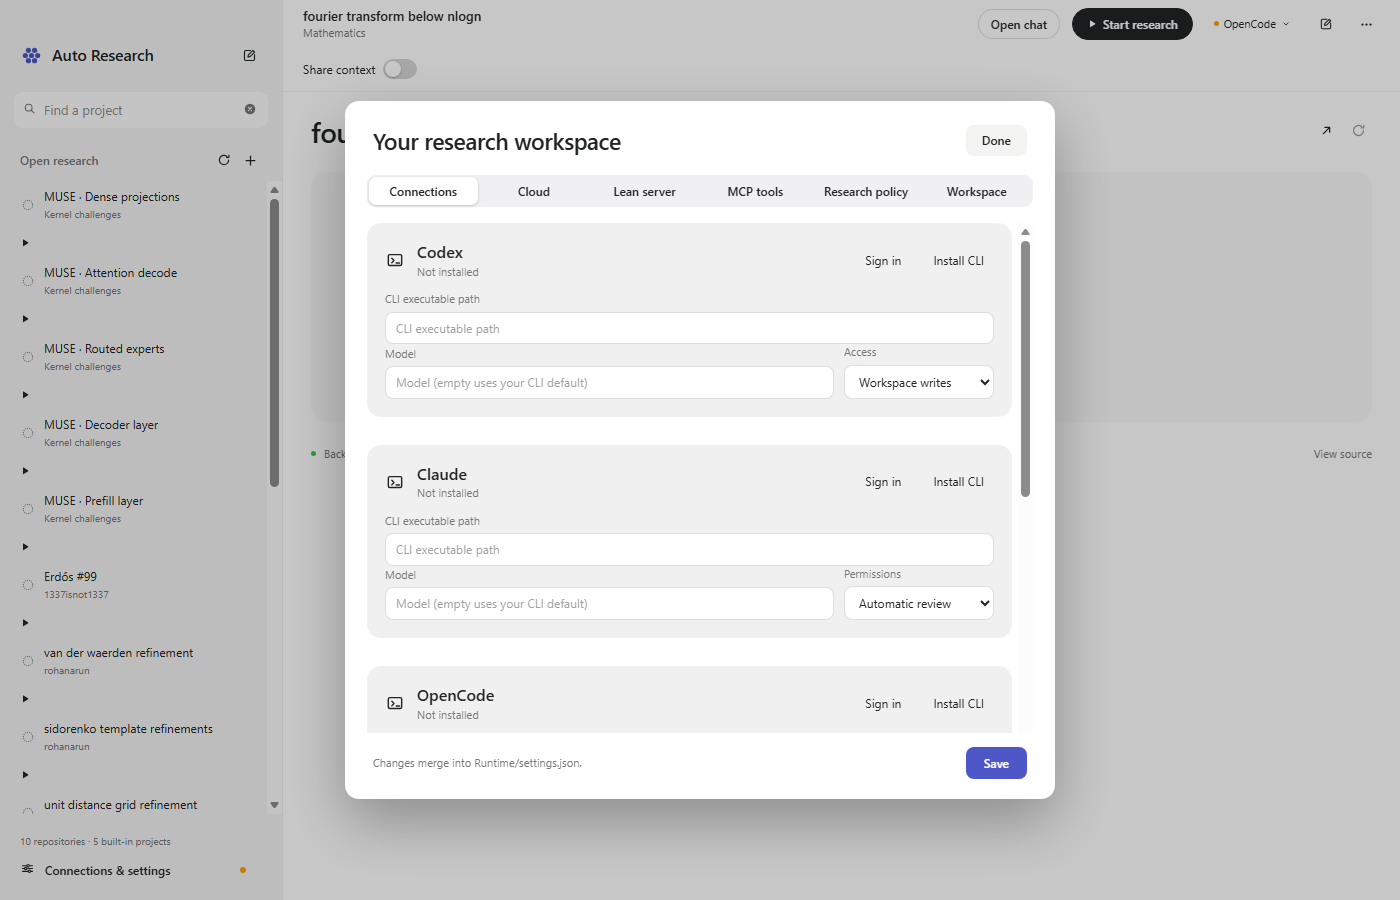 Auto Research
Find a project
Open research
MUSE · Dense projections
Kernel challenges
MUSE · Attention decode
Kernel challenges
MUSE · Routed experts
Kernel challenges
MUSE · Decoder layer
Kernel challenges
MUSE · Prefill layer
Kernel challenges
Erdős #99
1337isnot1337
van der waerden refinement
rohanarun
sidorenko template refinements
rohanarun
unit distance grid refinement
10 repositories · 5 built-in projects
Connections & settings
fourier transform below nlogn
Mathematics
Open chat
Start research
OpenCode
Share context
fou
Back
View source
Your research workspace
Done
Connections
Cloud
Lean server
MCP tools
Research policy
Workspace
Codex
Not installed
Sign in
Install CLI
CLI executable path
CLI executable path
Model
Access
Model (empty uses your CLI default)
Workspace writes
Claude
Not installed
Sign in
Install CLI
CLI executable path
CLI executable path
Model
Permissions
Model (empty uses your CLI default)
Automatic review
OpenCode
Not installed
Sign in
Install CLI
Changes merge into Runtime/settings.json.
Save